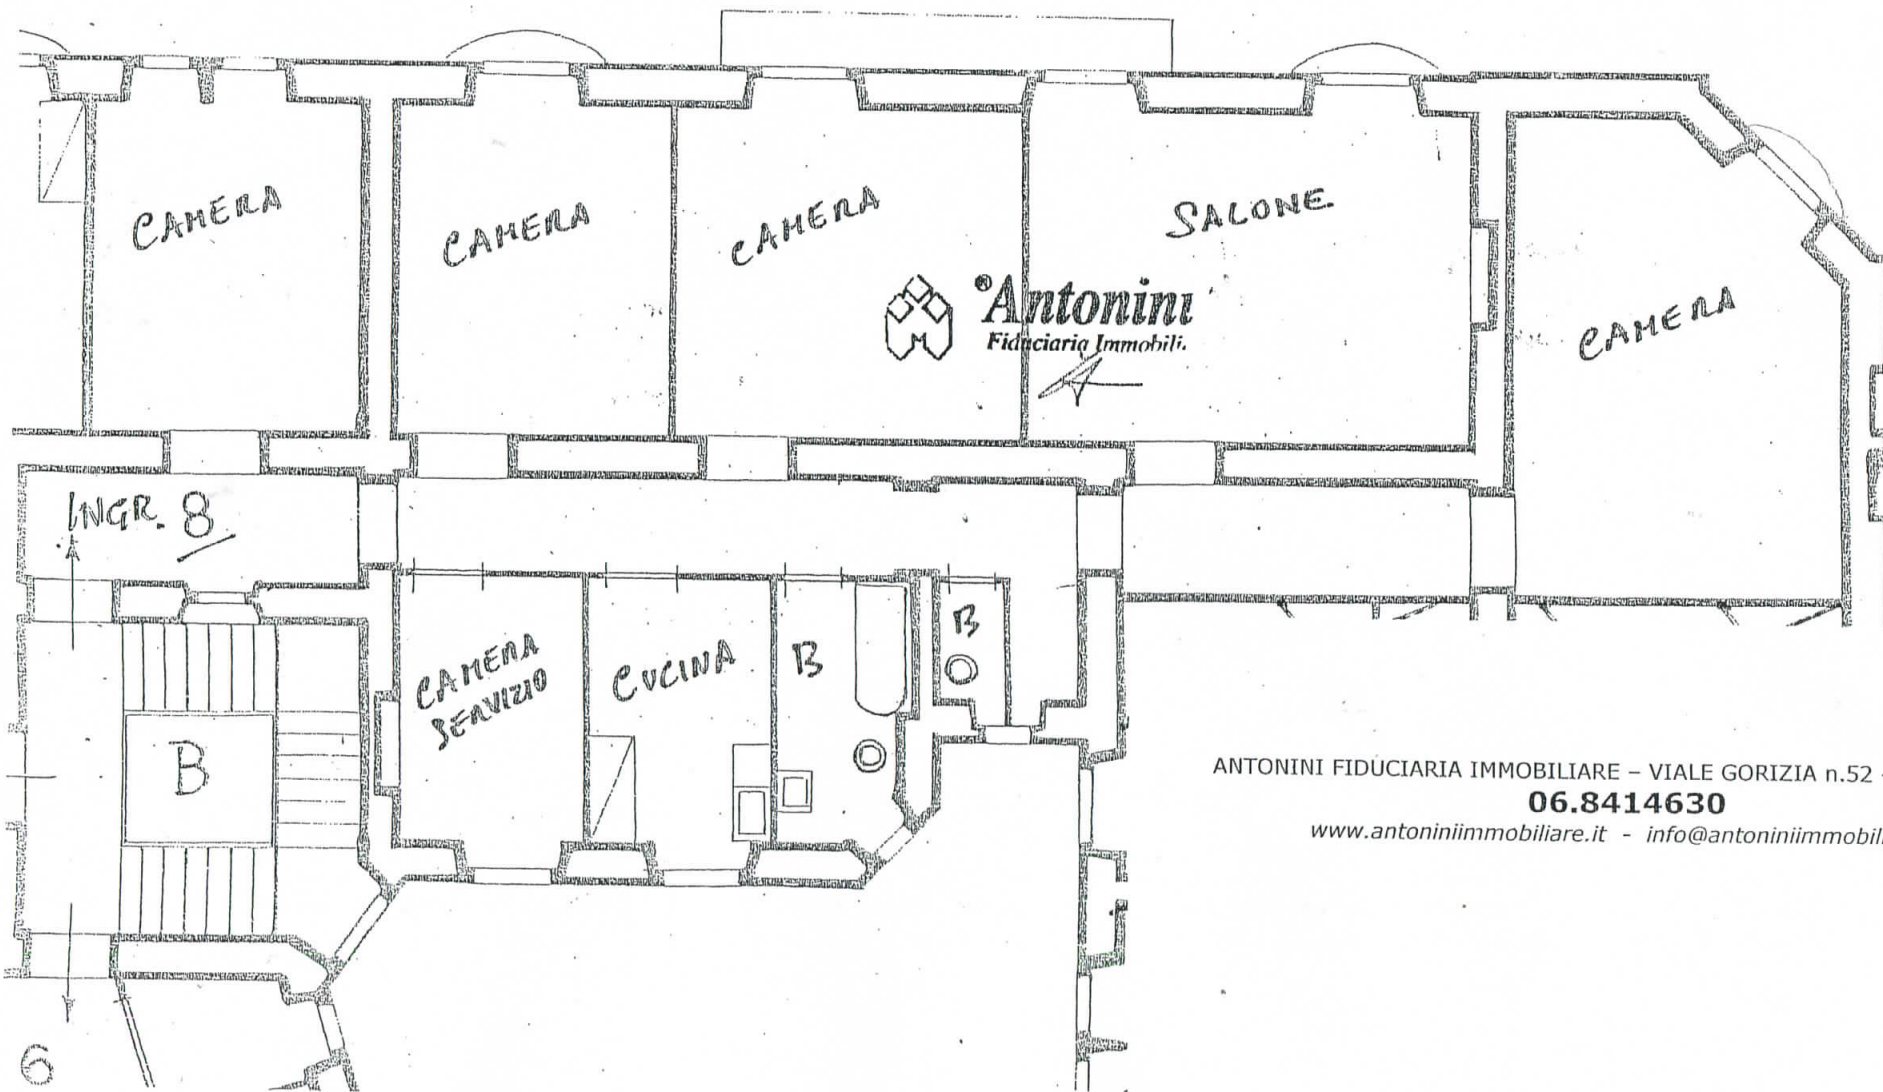 CAMERA
CAMERA
CAMERA
SALONE
CAMERA
®Antonini
Fiduciaria Immobili.
INGR. 8
CAMERA
SERVIZIO
CUCINA
B
B
B
ANTONINI FIDUCIARIA IMMOBILIARE – VIALE GORIZIA n.52 -
06.8414630
www.antoniniimmobiliare.it - info@antoniniimmobil
6